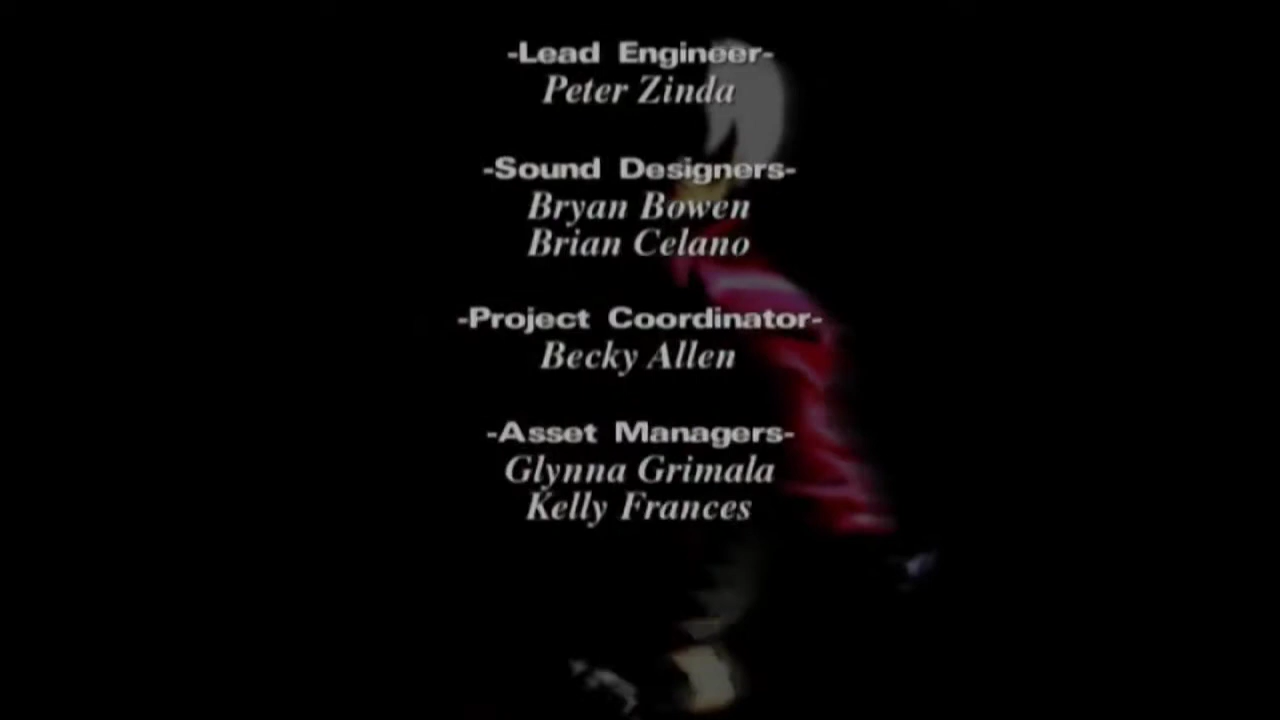 -Lead Engineer-
Peter Zinda
-Sound Designers-
Bryan Bowen
Brian Celano
-Project Coordinator-
Becky Allen
-Asset Managers-
Glynna Grimala
Kelly Frances